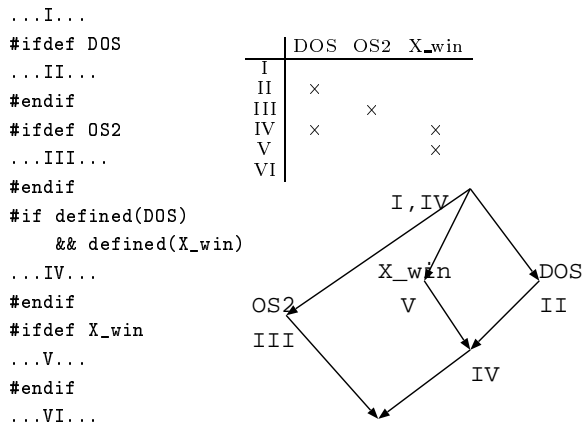 ...I...
#ifdef DOS
...II...
#endif
#ifdef OS2
...III...
#endif
#if defined(DOS)
&& defined(X_win)
...IV...
#endif
#ifdef X_win
...V...
#endif
...VI...
DOS OS2 X_win
I
II ×
III ×
IV × ×
V ×
VI
I,IV
X_win
DOS
OS2
V
II
III
IV